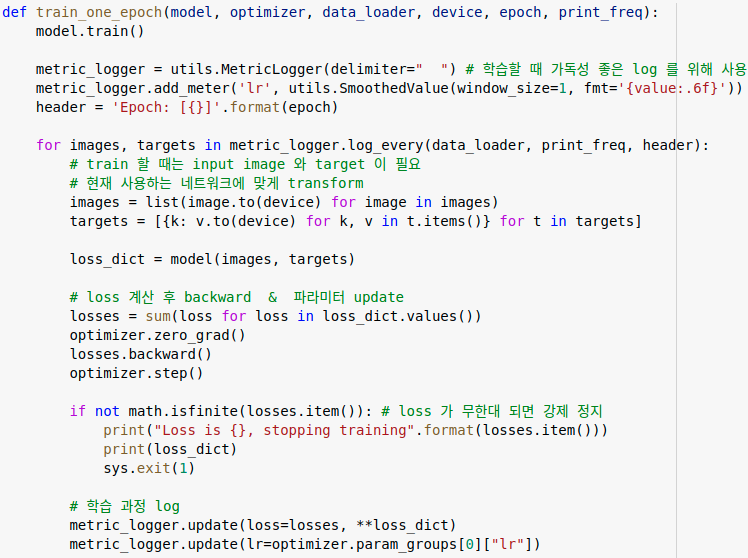 def train_one_epoch(model, optimizer, data_loader, device, epoch, print_freq):
    model.train()

    metric_logger = utils.MetricLogger(delimiter="  ") # 학습할 때 가독성 좋은 log 를 위해 사용
    metric_logger.add_meter('lr', utils.SmoothedValue(window_size=1, fmt='{value:.6f}'))
    header = 'Epoch: [{}]'.format(epoch)

    for images, targets in metric_logger.log_every(data_loader, print_freq, header):
        # train 할 때는 input image 와 target 이 필요
        # 현재 사용하는 네트워크에 맞게 transform
        images = list(image.to(device) for image in images)
        targets = [{k: v.to(device) for k, v in t.items()} for t in targets]

        loss_dict = model(images, targets)

        # loss 계산 후 backward  &  파라미터 update
        losses = sum(loss for loss in loss_dict.values())
        optimizer.zero_grad()
        losses.backward()
        optimizer.step()

        if not math.isfinite(losses.item()): # loss 가 무한대 되면 강제 정지
            print("Loss is {}, stopping training".format(losses.item()))
            print(loss_dict)
            sys.exit(1)

        # 학습 과정 log
        metric_logger.update(loss=losses, **loss_dict)
        metric_logger.update(lr=optimizer.param_groups[0]["lr"])